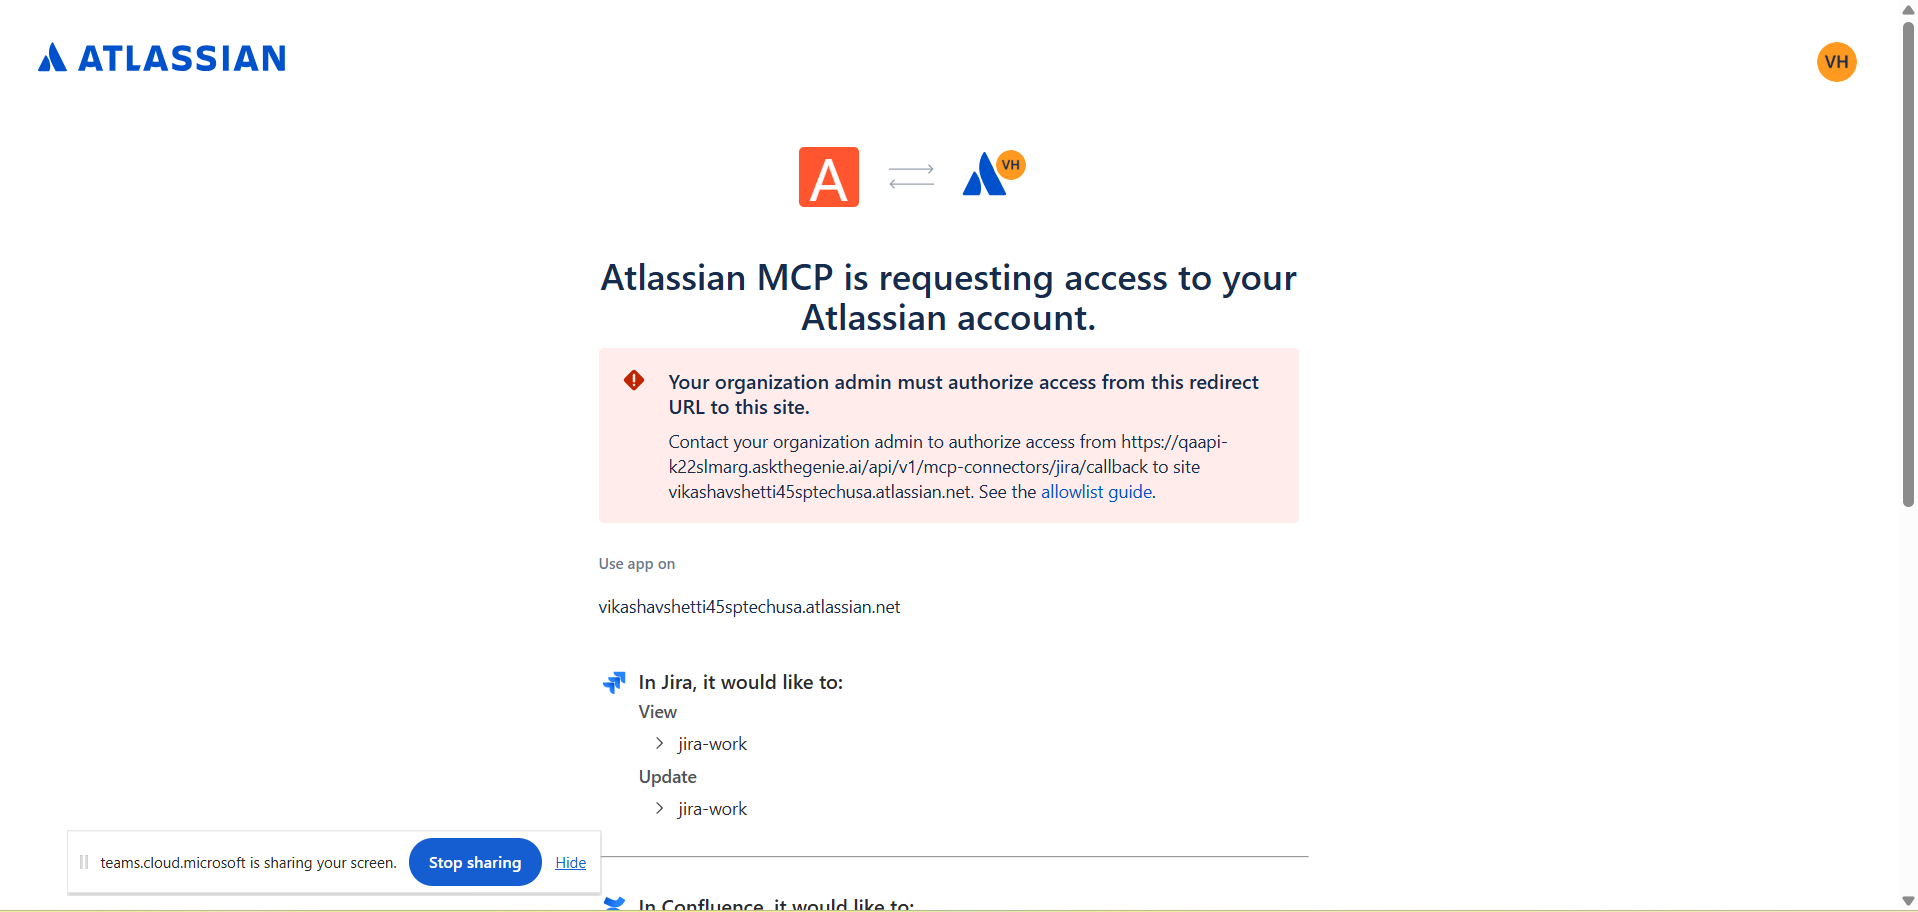 ATLASSIAN
VH
A
VH
Atlassian MCP is requesting access to your
Atlassian account.
Your organization admin must authorize access from this redirect
URL to this site.
Contact your organization admin to authorize access from https://qaapi-
k22slmarg.askthegenie.ai/api/v1/mcp-connectors/jira/callback to site
vikashavshetti45sptechusa.atlassian.net. See the allowlist guide.
Use app on
vikashavshetti45sptechusa.atlassian.net
In Jira, it would like to:
View
jira-work
Update
jira-work
teams.cloud.microsoft is sharing your screen. Stop sharing Hide
In Confluence, it would like to: